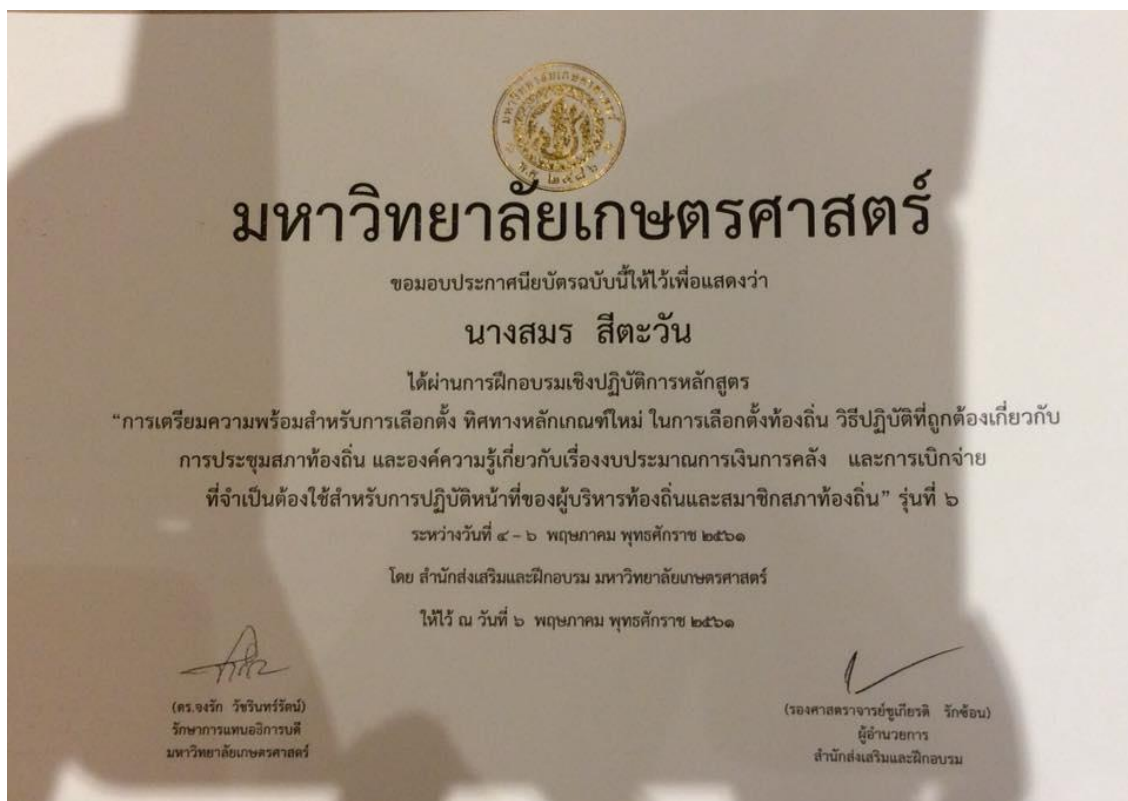 มหาวิทยาลัยเกษตรศาสตร์
พ.ศ. ๒๔๘๖
มหาวิทยาลัยเกษตรศาสตร์
ขอมอบประกาศนียบัตรฉบับนี้ให้ไว้เพื่อแสดงว่า
นางสมร สีตะวัน
ได้ผ่านการฝึกอบรมเชิงปฏิบัติการหลักสูตร
“การเตรียมความพร้อมสำหรับการเลือกตั้ง ทิศทางหลักเกณฑ์ใหม่ ในการเลือกตั้งท้องถิ่น วิธีปฏิบัติที่ถูกต้องเกี่ยวกับ
การประชุมสภาท้องถิ่น และองค์ความรู้เกี่ยวกับเรื่องงบประมาณการเงินการคลัง และการเบิกจ่าย
ที่จำเป็นต้องใช้สำหรับการปฏิบัติหน้าที่ของผู้บริหารท้องถิ่นและสมาชิกสภาท้องถิ่น” รุ่นที่ ๖
ระหว่างวันที่ ๔ – ๖ พฤษภาคม พุทธศักราช ๒๕๖๑
โดย สำนักส่งเสริมและฝึกอบรม มหาวิทยาลัยเกษตรศาสตร์
ให้ไว้ ณ วันที่ ๖ พฤษภาคม พุทธศักราช ๒๕๖๑
(ดร.จงรัก วัชรินทร์รัตน์)
รักษาการแทนอธิการบดี
มหาวิทยาลัยเกษตรศาสตร์
(รองศาสตราจารย์ชูเกียรติ รักซ้อน)
ผู้อำนวยการ
สำนักส่งเสริมและฝึกอบรม